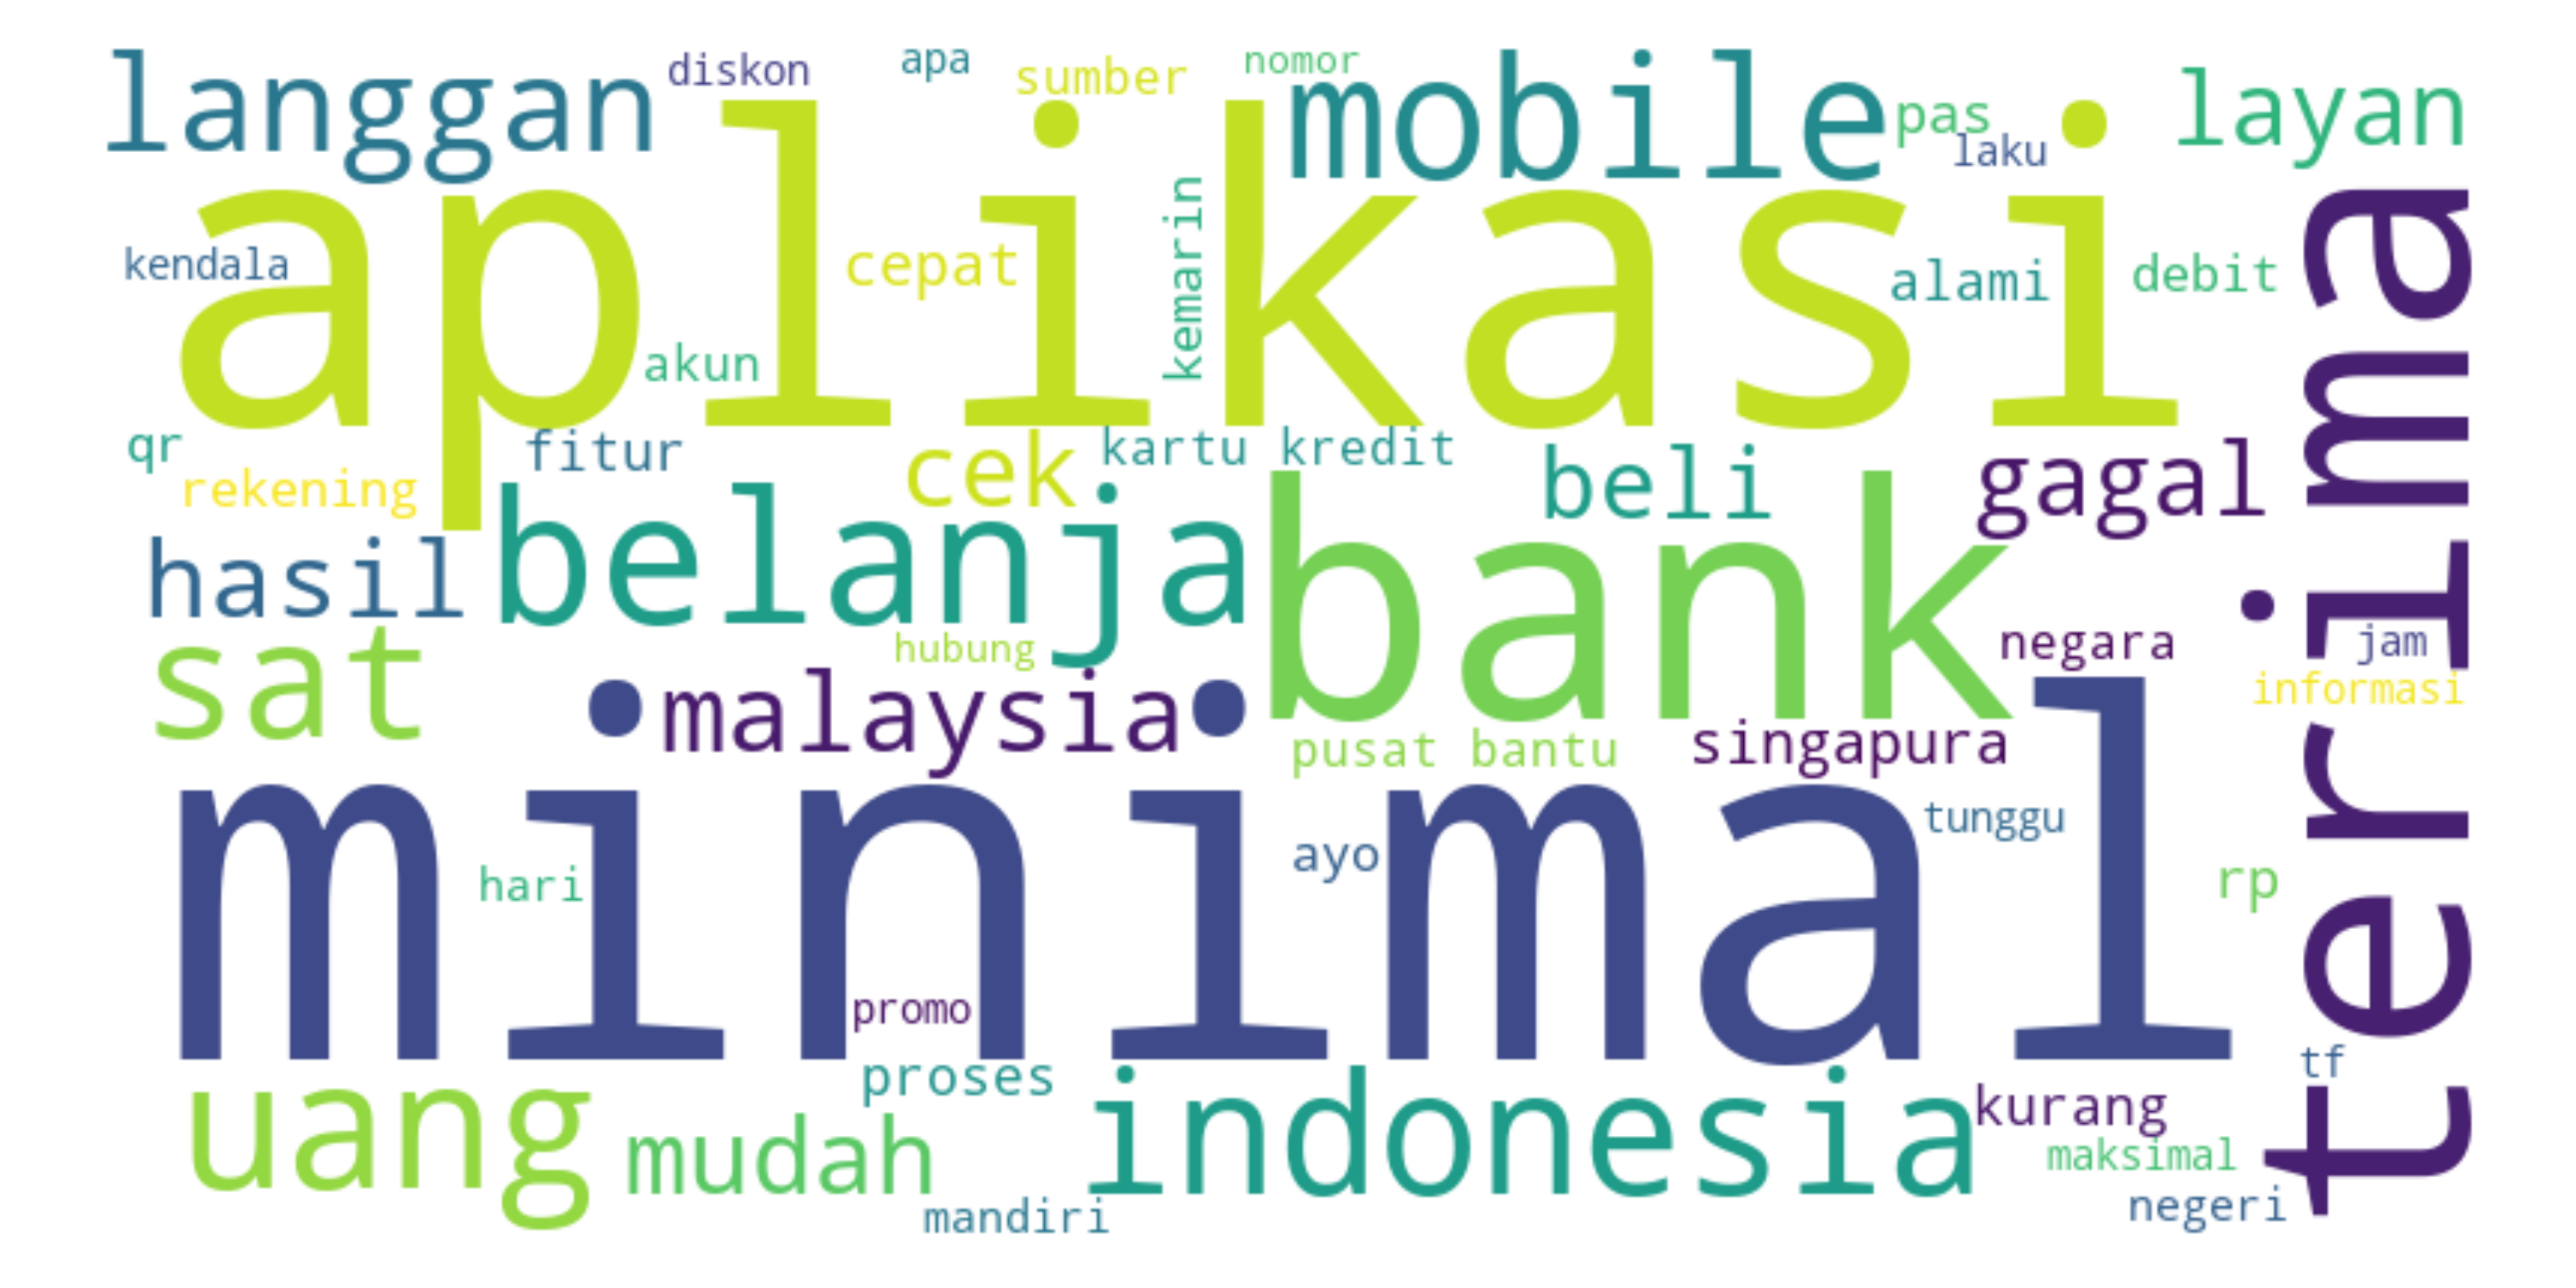 langgan
diskon
apa
sumber
nomor
mobile
pas
laku
layan
aplikasi
kendala
cepat
kemarin
alami
debit
akun
terima
qr
rekening
fitur
cek
kartu kredit
beli
gagal
hasil
belanja
bank
sat
hubung
malaysia
negara
jam
informasi
pusat bantu
singapura
minimal
tunggu
ayo
hari
rp
promo
proses
tf
uang
mudah
indonesia
kurang
maksimal
mandiri
negeri